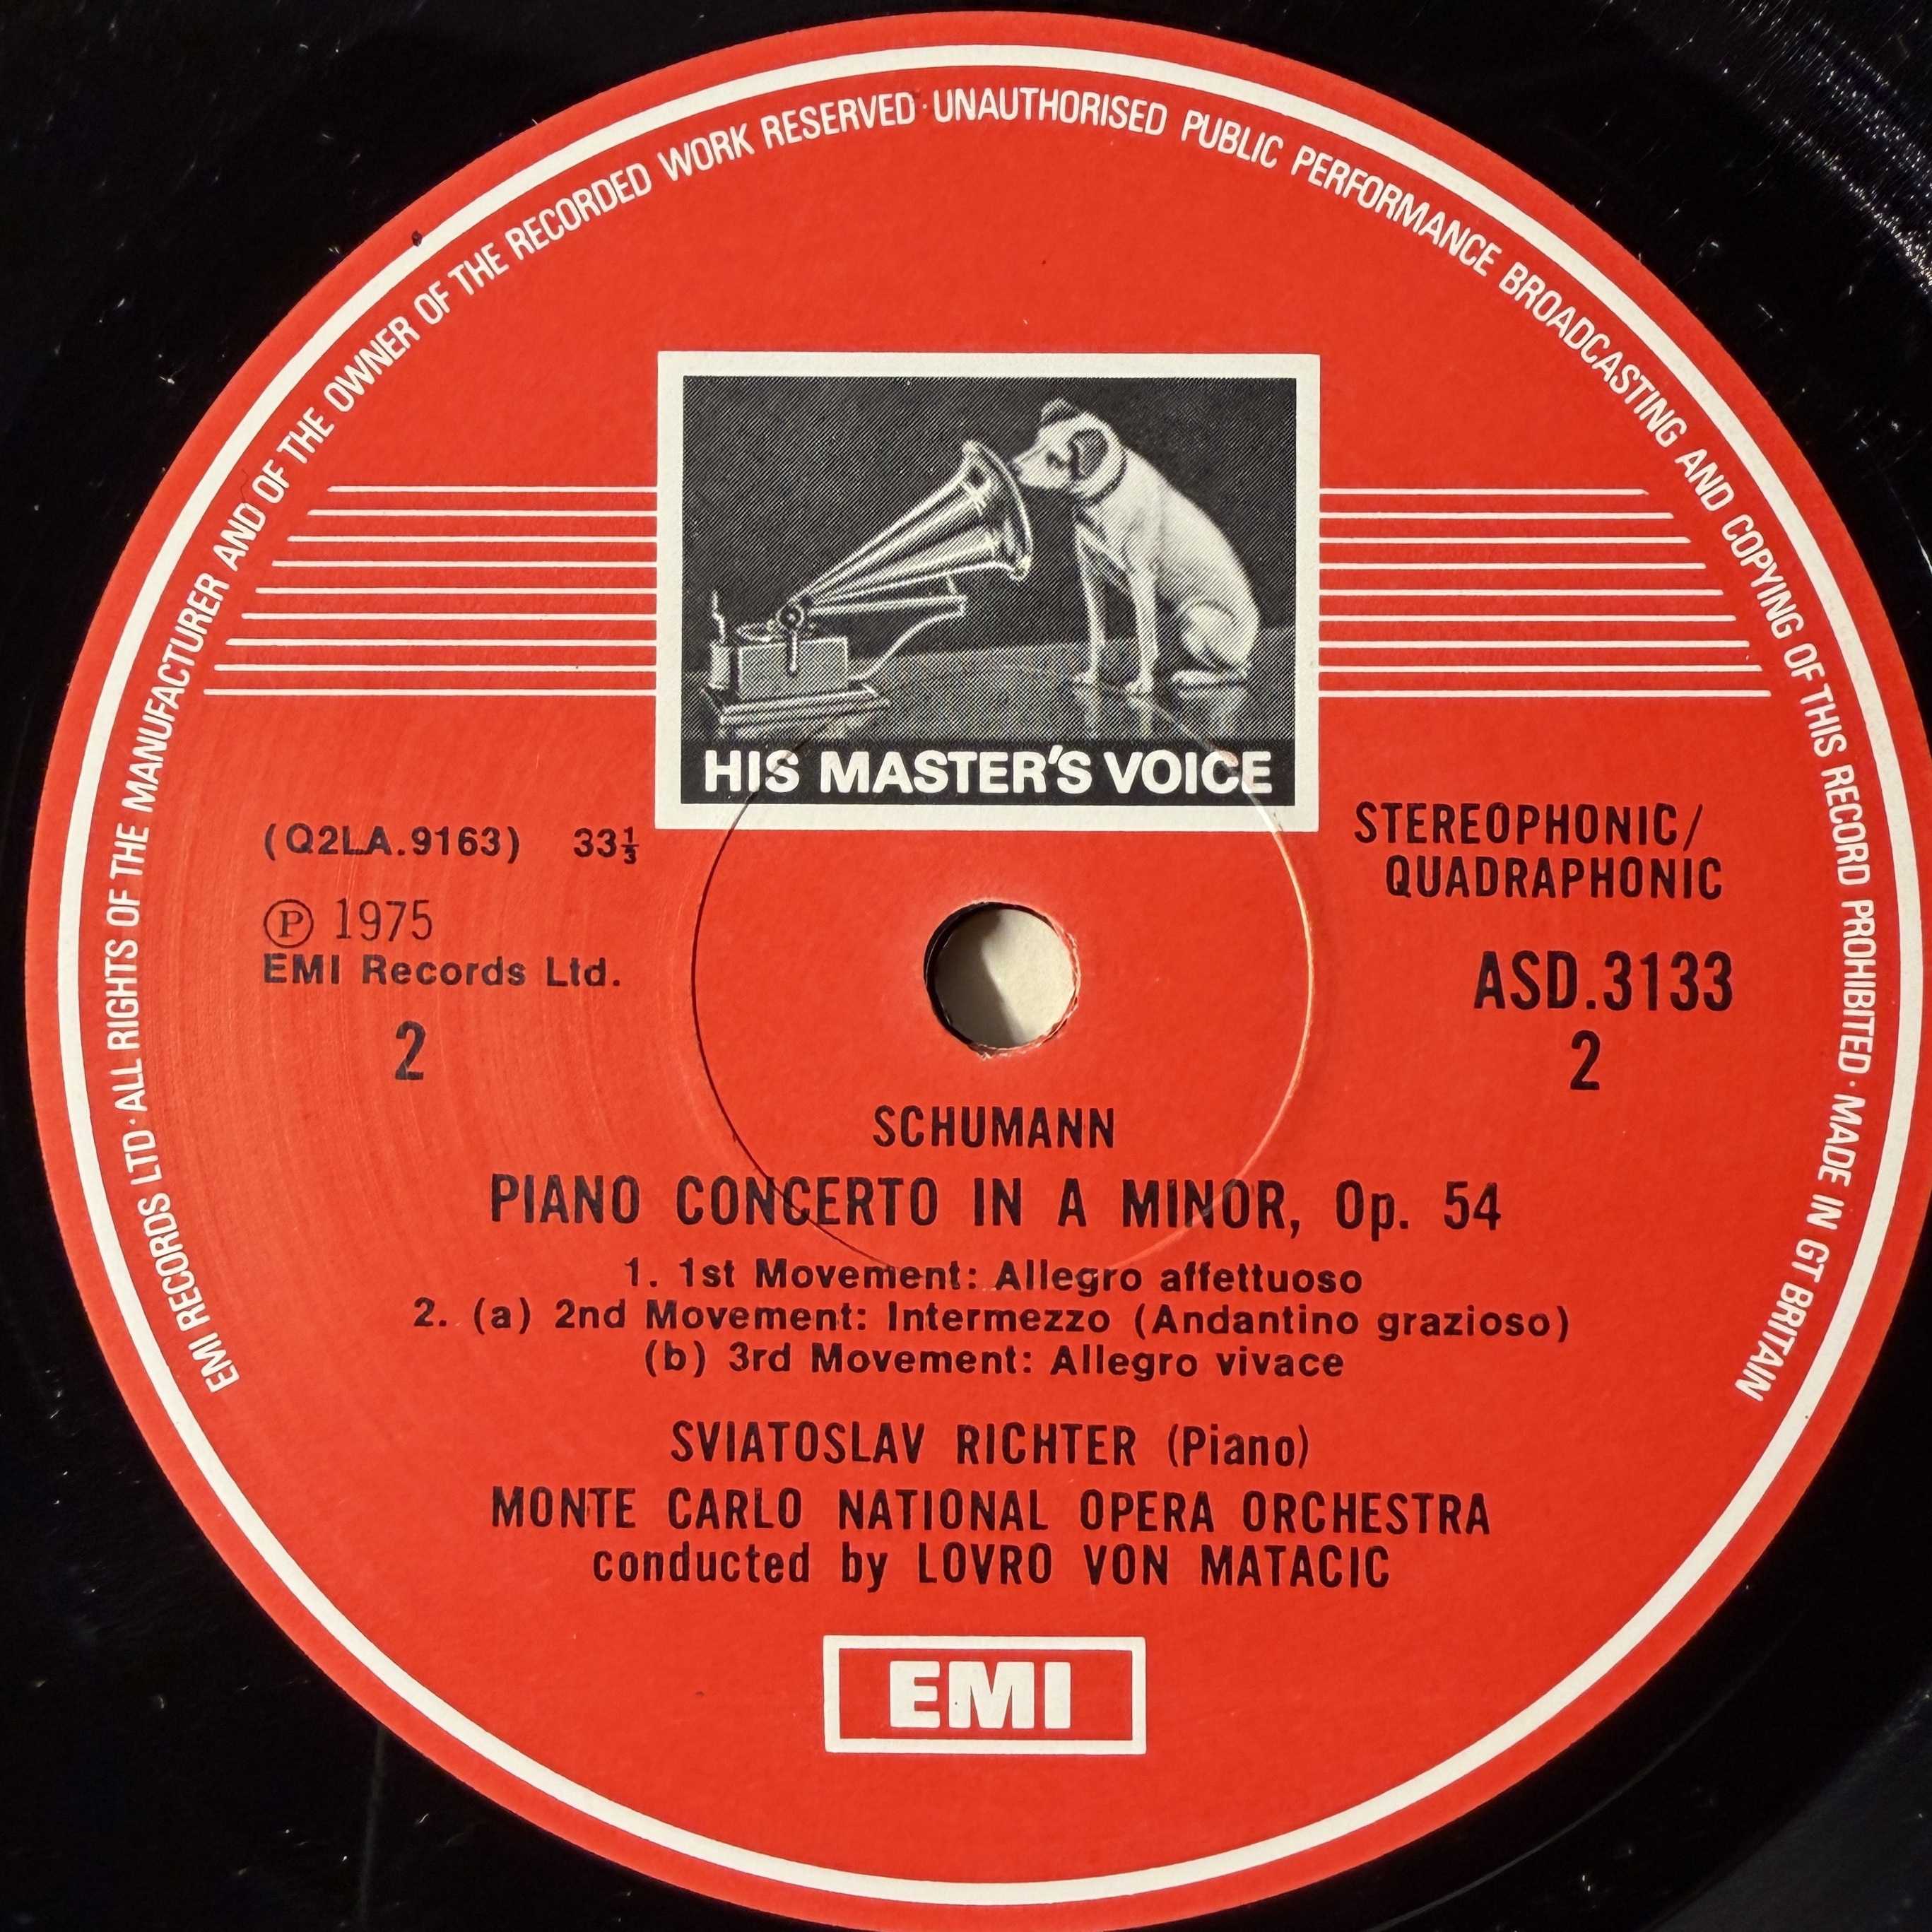 EMI RECORDS LTD · ALL RIGHTS OF THE MANUFACTURER AND OF THE OWNER OF THE RECORDED WORK RESERVED · UNAUTHORISED PUBLIC PERFORMANCE BROADCASTING AND COPYING OF THIS RECORD PROHIBITED · MADE IN GT BRITAIN
HIS MASTER'S VOICE
(Q2LA.9163) 33⅓
℗ 1975
EMI Records Ltd.
2
STEREOPHONIC/
QUADRAPHONIC
ASD.3133
2
SCHUMANN
PIANO CONCERTO IN A MINOR, Op. 54
1. 1st Movement: Allegro affettuoso
2. (a) 2nd Movement: Intermezzo (Andantino grazioso)
(b) 3rd Movement: Allegro vivace
SVIATOSLAV RICHTER (Piano)
MONTE CARLO NATIONAL OPERA ORCHESTRA
conducted by LOVRO VON MATACIC
EMI